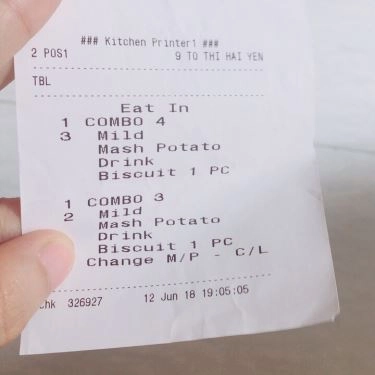 ### Kitchen Printer1 ###
2 POS1 9 TO THI HAI YEN
TBL
Eat In
1 COMBO 4
3 Mild
Mash Potato
Drink
Biscuit 1 PC
1 COMBO 3
2 Mild
Mash Potato
Drink
Biscuit 1 PC
Change M/P - C/L
Chk 326927 12 Jun 18 19:05:05